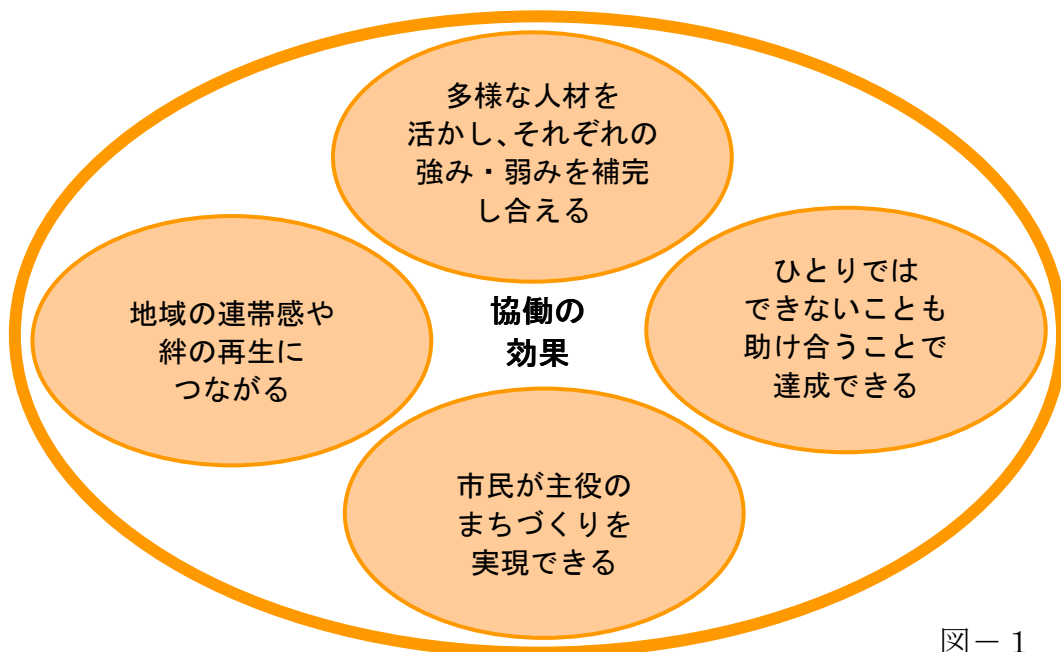 多様な人材を
活かし、それぞれの
強み・弱みを補完
し合える
地域の連帯感や
絆の再生に
つながる
協働の
効果
ひとりでは
できないことも
助け合うことで
達成できる
市民が主役の
まちづくりを
実現できる
図－１